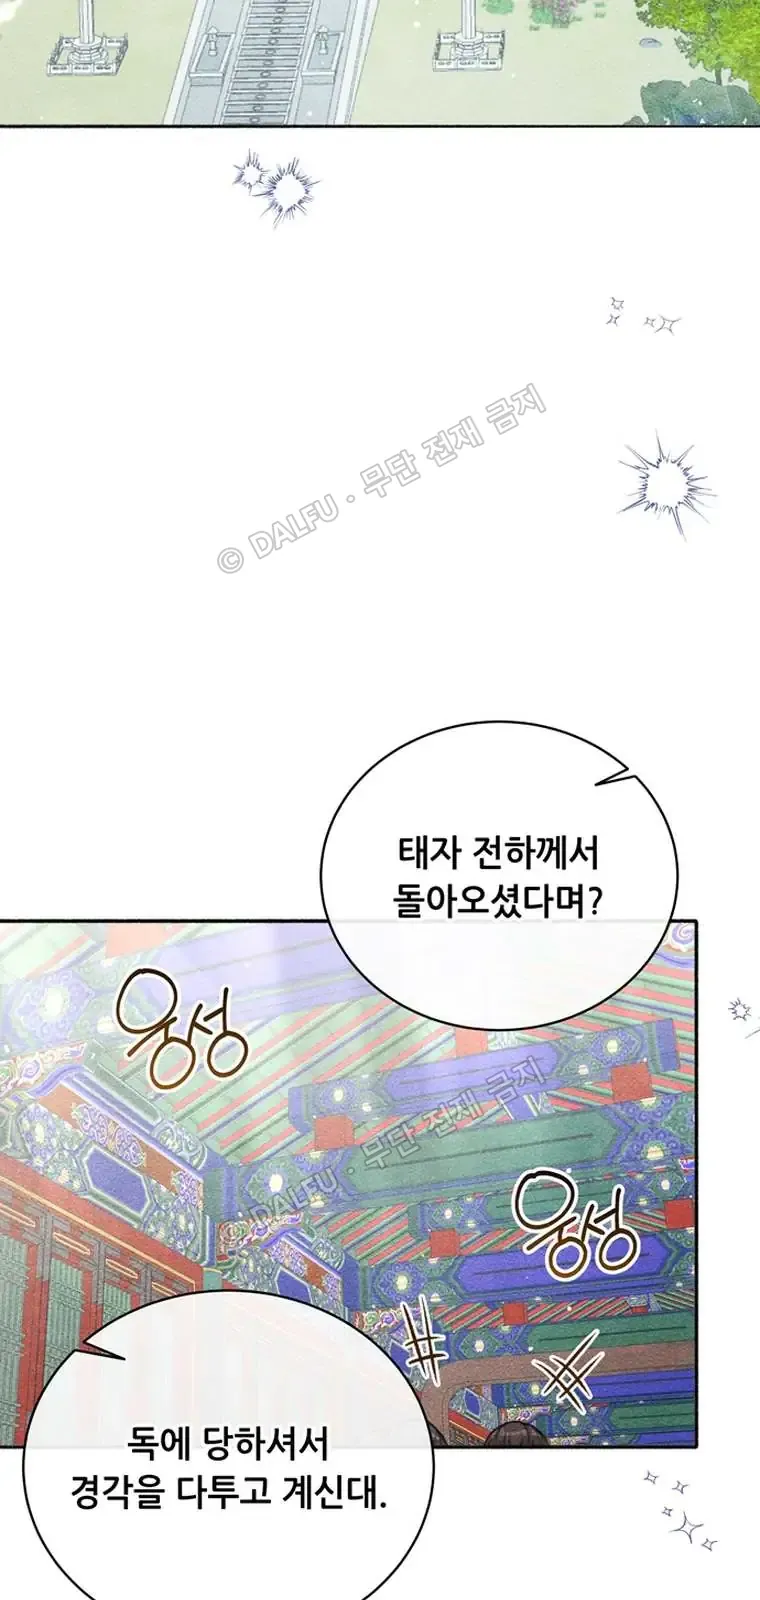 © DALFU · 무단 전재 금지
태자 전하께서
돌아오셨다며?
웅성
© DALFU · 무단 전재 금지
웅성
독에 당하셔서
경각을 다투고 계신대.